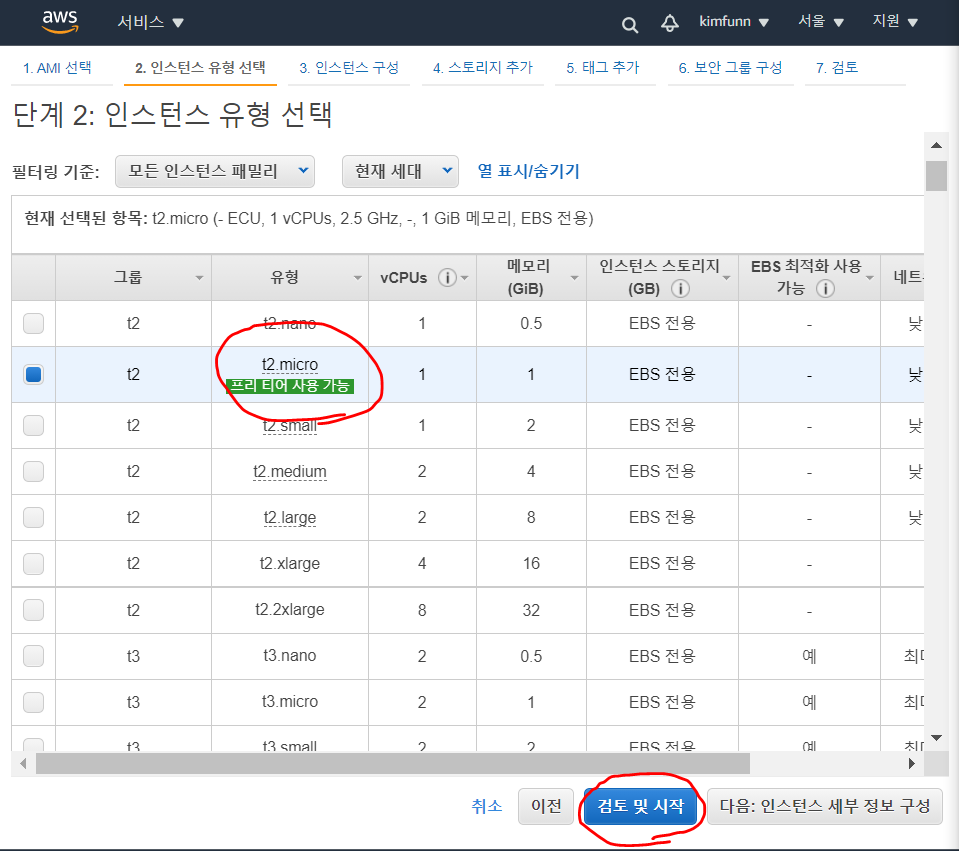 aws 서비스 kimfunn 서울 지원
1. AMI 선택 2. 인스턴스 유형 선택 3. 인스턴스 구성 4. 스토리지 추가 5. 태그 추가 6. 보안 그룹 구성 7. 검토
단계 2: 인스턴스 유형 선택
필터링 기준: 모든 인스턴스 패밀리 현재 세대 열 표시/숨기기
현재 선택된 항목: t2.micro (- ECU, 1 vCPUs, 2.5 GHz, -, 1 GiB 메모리, EBS 전용)
그룹 유형 vCPUs 메모리 (GiB) 인스턴스 스토리지 (GB) EBS 최적화 사용 가능
t2 t2.nano 1 0.5 EBS 전용 - 낮
t2 t2.micro 프리 티어 사용 가능 1 1 EBS 전용 - 낮
t2 t2.small 1 2 EBS 전용 - 낮
t2 t2.medium 2 4 EBS 전용 - 낮
t2 t2.large 2 8 EBS 전용 - 낮
t2 t2.xlarge 4 16 EBS 전용 -
t2 t2.2xlarge 8 32 EBS 전용 -
t3 t3.nano 2 0.5 EBS 전용 예
t3 t3.micro 2 1 EBS 전용 예
t3 t3.small 2 2 EBS 전용 예
취소 이전 검토 및 시작 다음: 인스턴스 세부 정보 구성